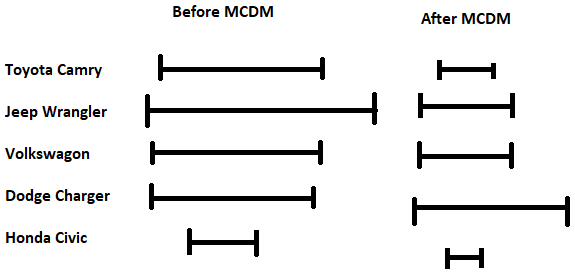 Before MCDM
After MCDM
Toyota Camry
Jeep Wrangler
Volkswagon
Dodge Charger
Honda Civic